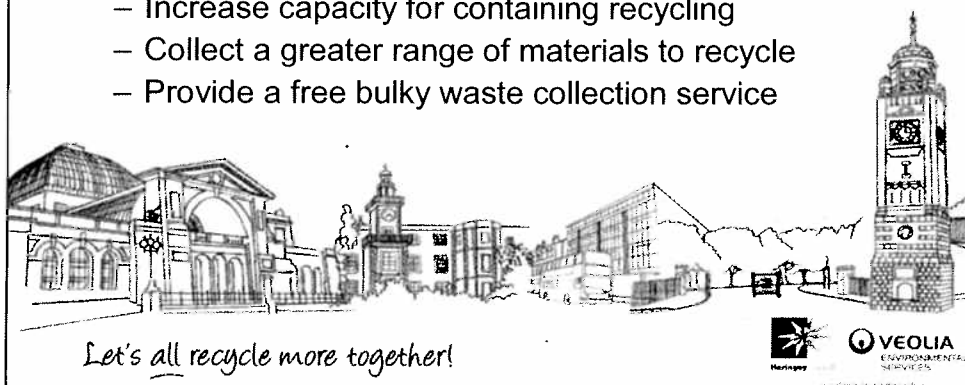 – Increase capacity for containing recycling
– Collect a greater range of materials to recycle
– Provide a free bulky waste collection service
Let's all recycle more together!
Haringey
VEOLIA
ENVIRONMENTAL
SERVICES